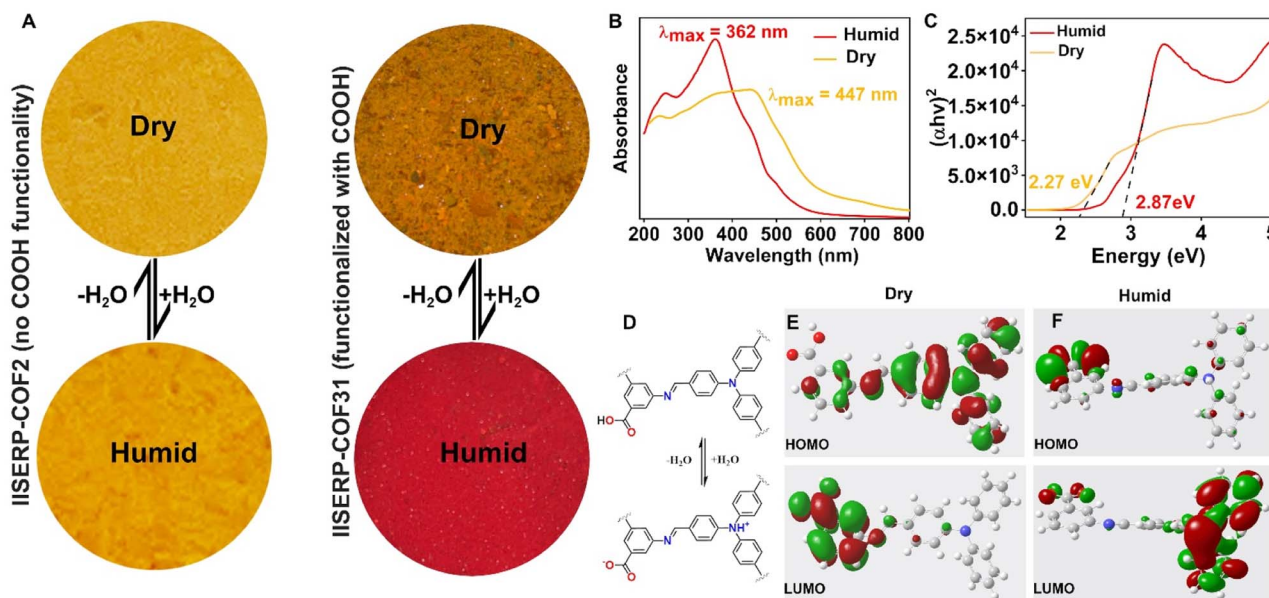 A
IISERP-COF2 (no COOH functionality)
Dry
-H₂O
+H₂O
Humid
IISERP-COF31 (functionalized with COOH)
Dry
-H₂O
+H₂O
Humid
B
λmax = 362 nm
Humid
Dry
λmax = 447 nm
Absorbance
200 300 400 500 600 700 800
Wavelength (nm)
C
Humid
Dry
(αhν)²
2.5×10⁴
2.0×10⁴
1.5×10⁴
1.0×10⁴
5.0×10³
0.0
2.27 eV
2.87eV
2 3 4 5
Energy (eV)
D
HO
O
N
N
-H₂O
+H₂O
⁻O
O
N
NH⁺
Dry
E
HOMO
LUMO
Humid
F
HOMO
LUMO